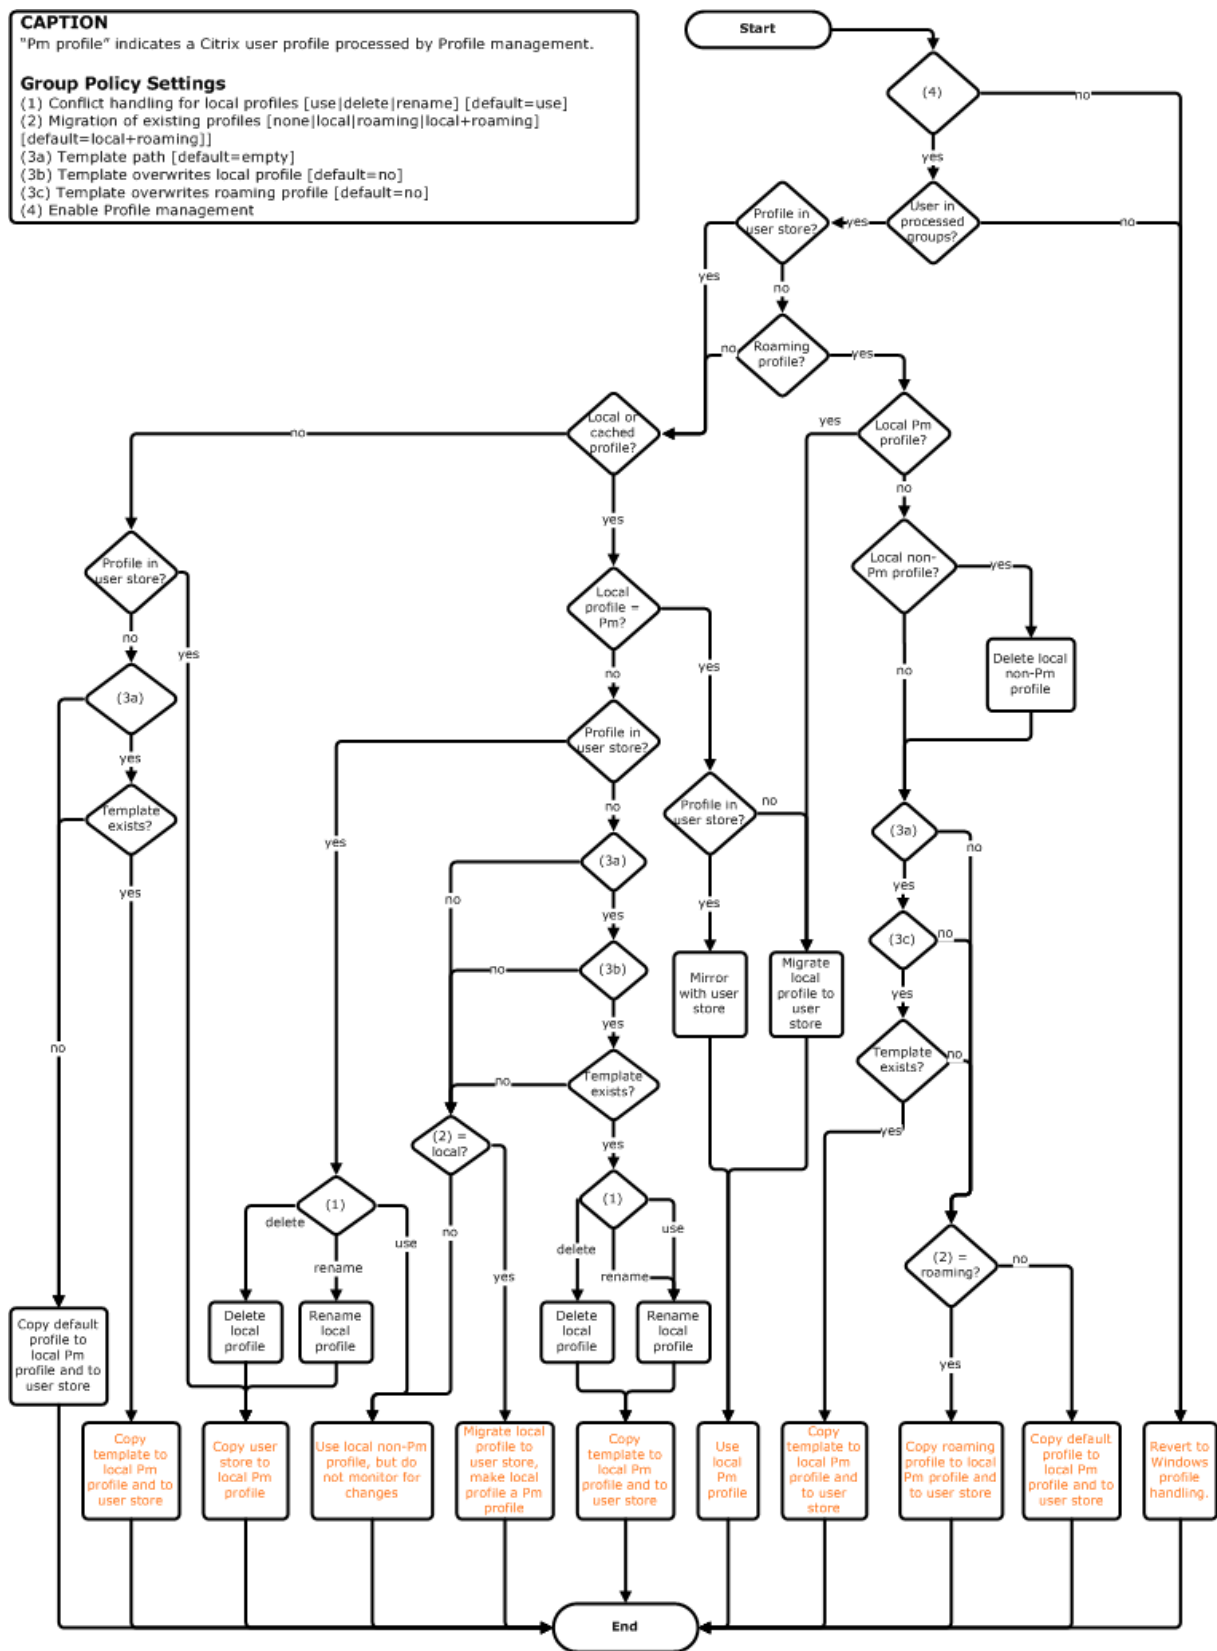 CAPTION
"Pm profile" indicates a Citrix user profile processed by Profile management.
Group Policy Settings
(1) Conflict handling for local profiles [use|delete|rename] [default=use]
(2) Migration of existing profiles [none|local|roaming|local+roaming]
[default=local+roaming]]
(3a) Template path [default=empty]
(3b) Template overwrites local profile [default=no]
(3c) Template overwrites roaming profile [default=no]
(4) Enable Profile management
Start
(4)
no
yes
User in
processed
groups?
no
yes
Profile in
user store?
yes
no
Roaming
profile?
no
yes
Local or
cached
profile?
no
yes
Local Pm
profile?
yes
no
Local non-
Pm profile?
yes
no
Delete local
non-Pm
profile
Profile in
user store?
no
yes
(3a)
yes
Template
exists?
yes
no
Local
profile =
Pm?
yes
no
Profile in
user store?
yes
no
Profile in
user store?
no
yes
(3a)
no
yes
(3b)
no
yes
Template
exists?
no
yes
(2) =
local?
no
yes
(1)
delete
use
rename
(1)
delete
use
rename
Mirror
with user
store
Migrate
local
profile to
user
store
(3a)
no
yes
(3c)
no
yes
Template
exists?
no
yes
(2) =
roaming?
no
yes
Copy default
profile to
local Pm
profile and to
user store
Delete
local
profile
Rename
local
profile
Delete
local
profile
Rename
local
profile
Copy
template to
local Pm
profile and to
user store
Copy user
store to
local Pm
profile
Use local non-Pm
profile, but do
not monitor for
changes
Migrate local
profile to
user store,
make local
profile a Pm
profile
Copy
template to
local Pm
profile and to
user store
Use
local
Pm
profile
Copy
template to
local Pm
profile and
to user
store
Copy roaming
profile to
local Pm
profile and
to user store
Copy default
profile to
local Pm
profile and to
user store
Revert to
Windows
profile
handling.
End